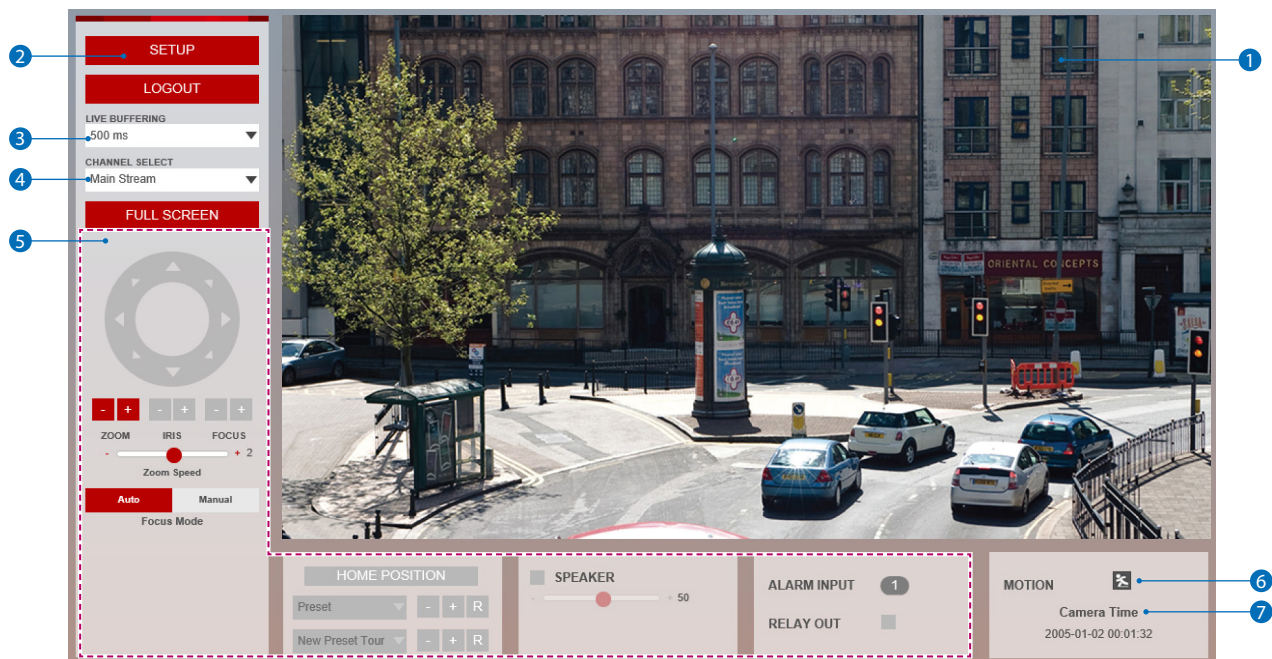 SETUP
2
1
LOGOUT
LIVE BUFFERING
3
500 ms
CHANNEL SELECT
4
Main Stream
FULL SCREEN
5
ORIENTAL CONCEPTS
- + - + - +
ZOOM IRIS FOCUS
- + 2
Zoom Speed
Auto Manual
Focus Mode
HOME POSITION
Preset - + R
New Preset Tour - + R
SPEAKER
- + 50
ALARM INPUT 1
RELAY OUT
MOTION
6
Camera Time
7
2005-01-02 00:01:32